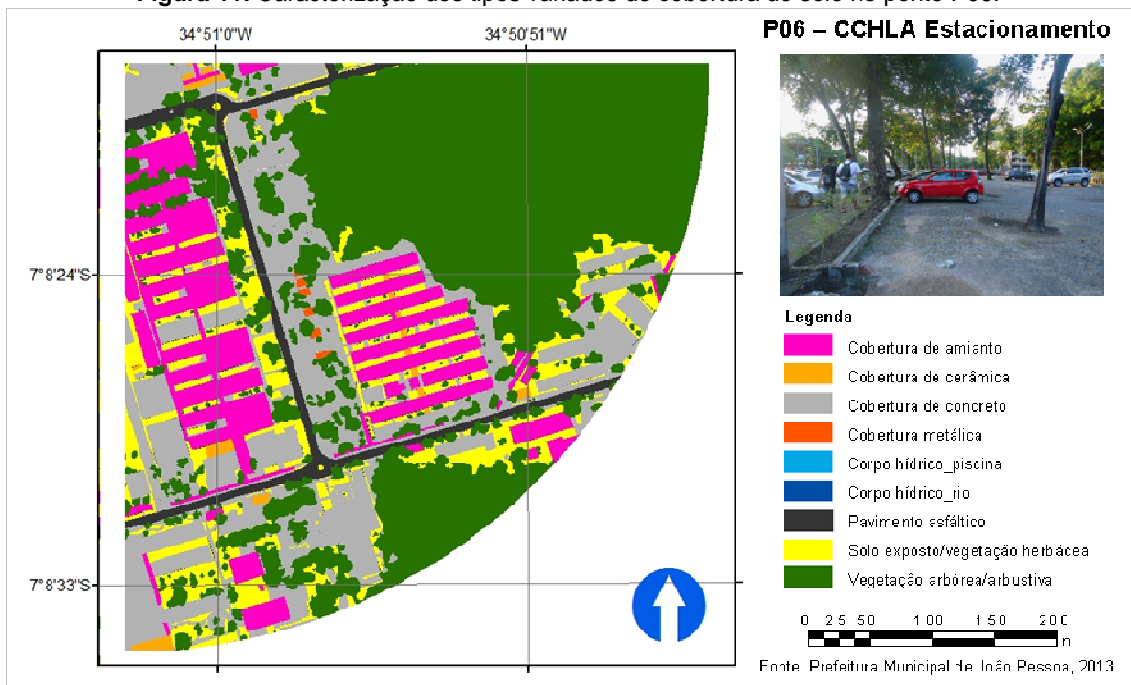 34°51'0"W
34°50'51"W
P06 – CCHLA Estacionamento
7°8'24"S
7°8'33"S
Legenda
Cobertura de amianto
Cobertura de cerâmica
Cobertura de concreto
Cobertura metálica
Corpo hídrico_piscina
Corpo hídrico_rio
Pavimento asfáltico
Solo exposto/vegetação herbácea
Vegetação arbórea/arbustiva
0 25 50 100 150 200
m
Fonte: Prefeitura Municipal de João Pessoa, 2013